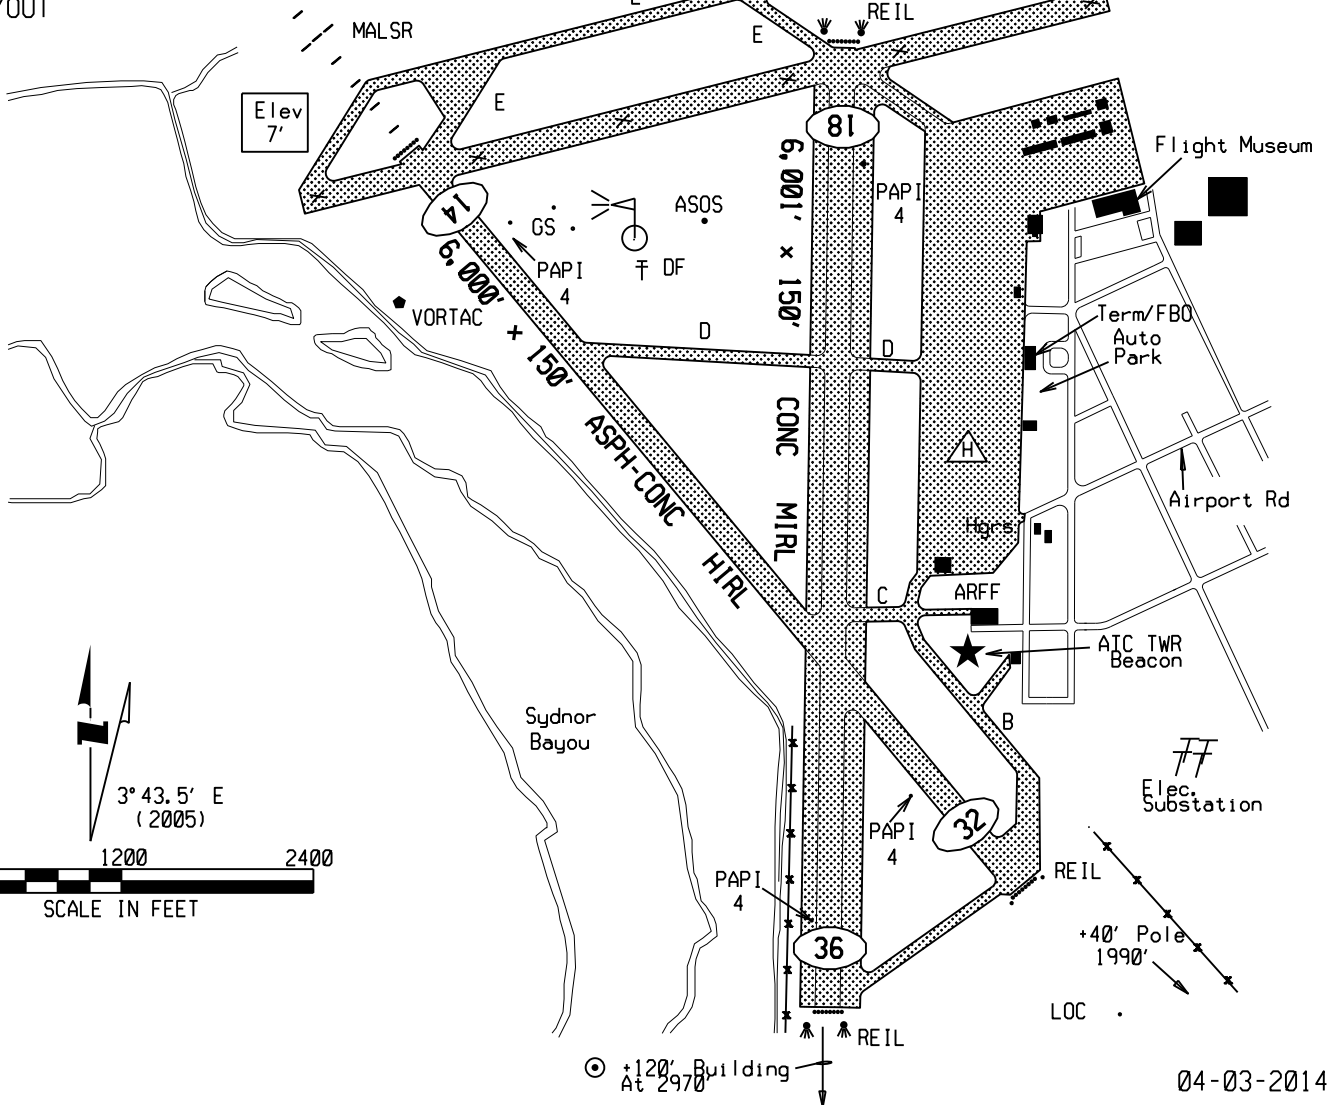 YOUT
MALSR
E
REIL
E
E
Elev
7'
18
Flight Museum
14
6,000' x 150' ASPH-CONC HIRL
6,001' x 150' CONC MIRL
PAPI
4
ASOS
GS
PAPI
4
DF
VORTAC
D
D
Term/FBO
Auto
Park
H
Airport Rd
Hgrs
C
ARFF
ATC TWR
Beacon
B
Sydnor
Bayou
3° 43.5' E
(2005)
1200
2400
SCALE IN FEET
Elec.
Substation
32
PAPI
4
REIL
PAPI
4
36
+40' Pole
1990'
LOC
REIL
+120' Building
At 2970'
04-03-2014